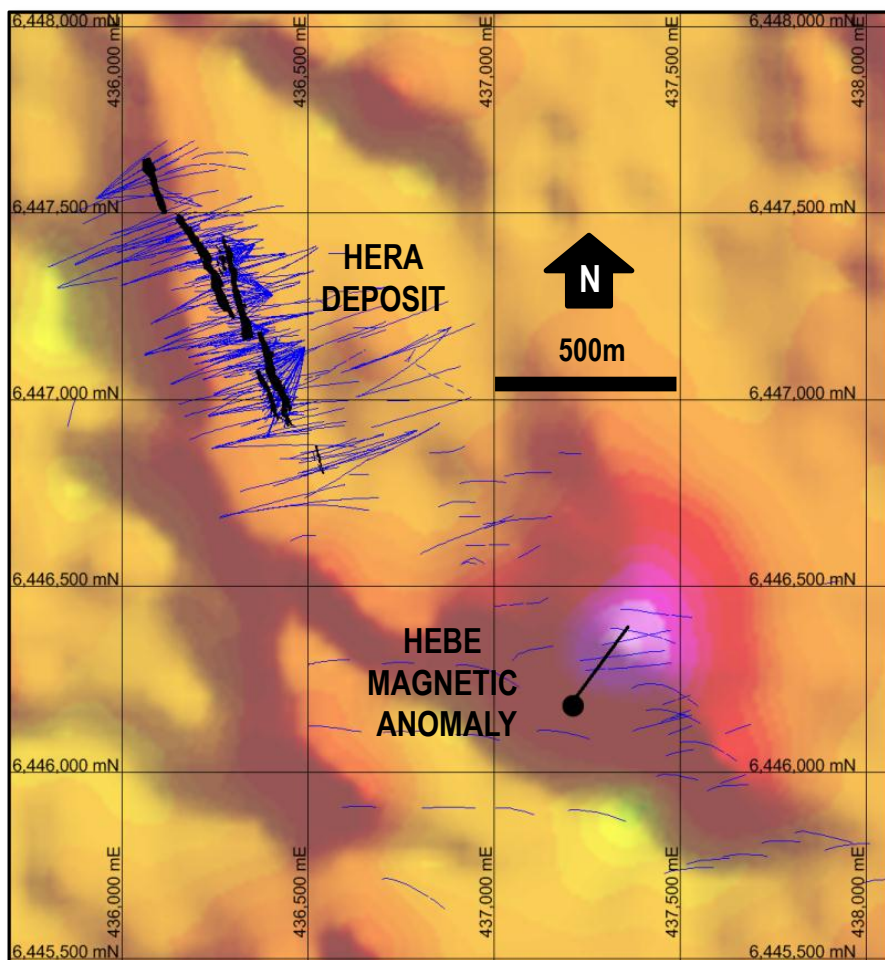 6,448,000 mN
6,448,000 mN
436,000 mE
436,500 mE
437,000 mE
437,500 mE
438,000 mE
6,447,500 mN
6,447,500 mN
HERA
DEPOSIT
N
500m
6,447,000 mN
6,447,000 mN
6,446,500 mN
6,446,500 mN
HEBE
MAGNETIC
ANOMALY
6,446,000 mN
6,446,000 mN
436,000 mE
436,500 mE
437,000 mE
437,500 mE
438,000 mE
6,445,500 mN
6,445,500 mN